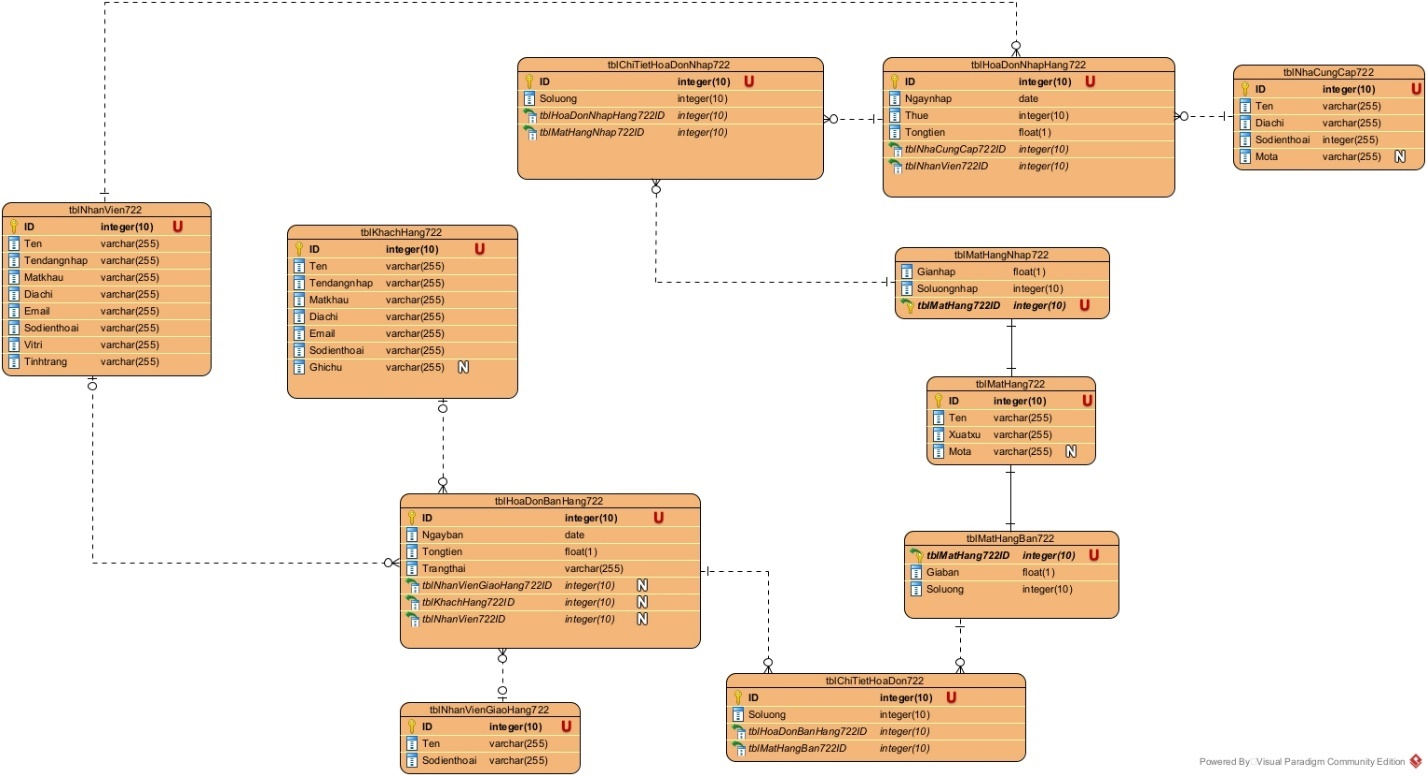 tblChiTietHoaDonNhap722
ID integer(10) U
Soluong integer(10)
tblHoaDonNhapHang722ID integer(10)
tblMatHangNhap722ID integer(10)
tblHoaDonNhapHang722
ID integer(10) U
Ngaynhap date
Thue integer(10)
Tongtien float(1)
tblNhaCungCap722ID integer(10)
tblNhanVien722ID integer(10)
tblNhaCungCap722
ID integer(10) U
Ten varchar(255)
Diachi varchar(255)
Sodienthoai integer(255)
Mota varchar(255) N
tblNhanVien722
ID integer(10) U
Ten varchar(255)
Tendangnhap varchar(255)
Matkhau varchar(255)
Diachi varchar(255)
Email varchar(255)
Sodienthoai varchar(255)
Vitri varchar(255)
Tinhtrang varchar(255)
tblKhachHang722
ID integer(10) U
Ten varchar(255)
Tendangnhap varchar(255)
Matkhau varchar(255)
Diachi varchar(255)
Email varchar(255)
Sodienthoai varchar(255)
Ghichu varchar(255) N
tblMatHangNhap722
Gianhap float(1)
Soluongnhap integer(10)
tblMatHang722ID integer(10) U
tblMatHang722
ID integer(10) U
Ten varchar(255)
Xuatxu varchar(255)
Mota varchar(255) N
tblHoaDonBanHang722
ID integer(10) U
Ngayban date
Tongtien float(1)
Trangthai varchar(255)
tblNhanVienGiaoHang722ID integer(10) N
tblKhachHang722ID integer(10) N
tblNhanVien722ID integer(10) N
tblMatHangBan722
tblMatHang722ID integer(10) U
Giaban float(1)
Soluong integer(10)
tblNhanVienGiaoHang722
ID integer(10) U
Ten varchar(255)
Sodienthoai varchar(255)
tblChiTietHoaDon722
ID integer(10) U
Soluong integer(10)
tblHoaDonBanHang722ID integer(10)
tblMatHangBan722ID integer(10)
Powered By Visual Paradigm Community Edition